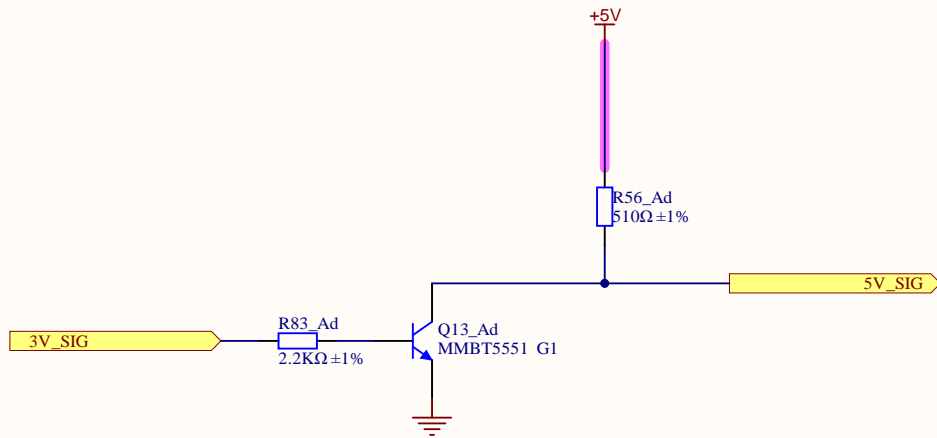 +5V
R56_Ad
510Ω ±1%
5V_SIG
R83_Ad
3V_SIG
2.2KΩ ±1%
Q13_Ad
MMBT5551 G1